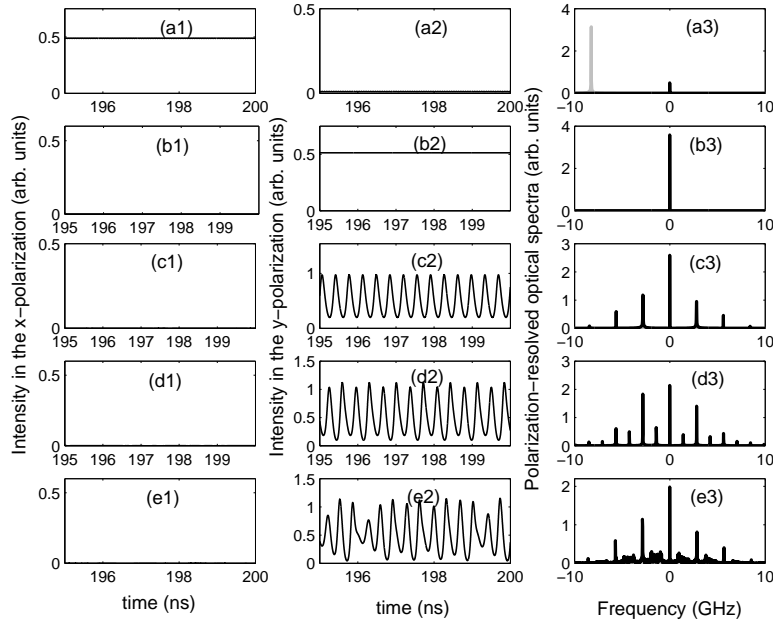 Intensity in the x−polarization (arb. units)
Intensity in the y−polarization (arb. units)
Polarization−resolved optical spectra (arb. units)
(a1)
0.5
0
196 198 200
(a2)
0.5
0
196 198 200
(a3)
4
2
0
−10 0 10
(b1)
0.5
0
195 196 197 198 199
(b2)
0.5
0
195 196 197 198 199
(b3)
4
2
0
−10 0 10
(c1)
0.5
0
195 196 197 198 199
(c2)
1
0
195 196 197 198 199
(c3)
3
2
1
0
−10 0 10
(d1)
0.5
0
195 196 197 198 199
(d2)
1.5
1
0.5
0
195 196 197 198 199
(d3)
3
2
1
0
−10 0 10
(e1)
0.5
0
196 198 200
time (ns)
(e2)
1.5
1
0.5
0
196 198 200
time (ns)
(e3)
2
1
0
−10 0 10
Frequency (GHz)